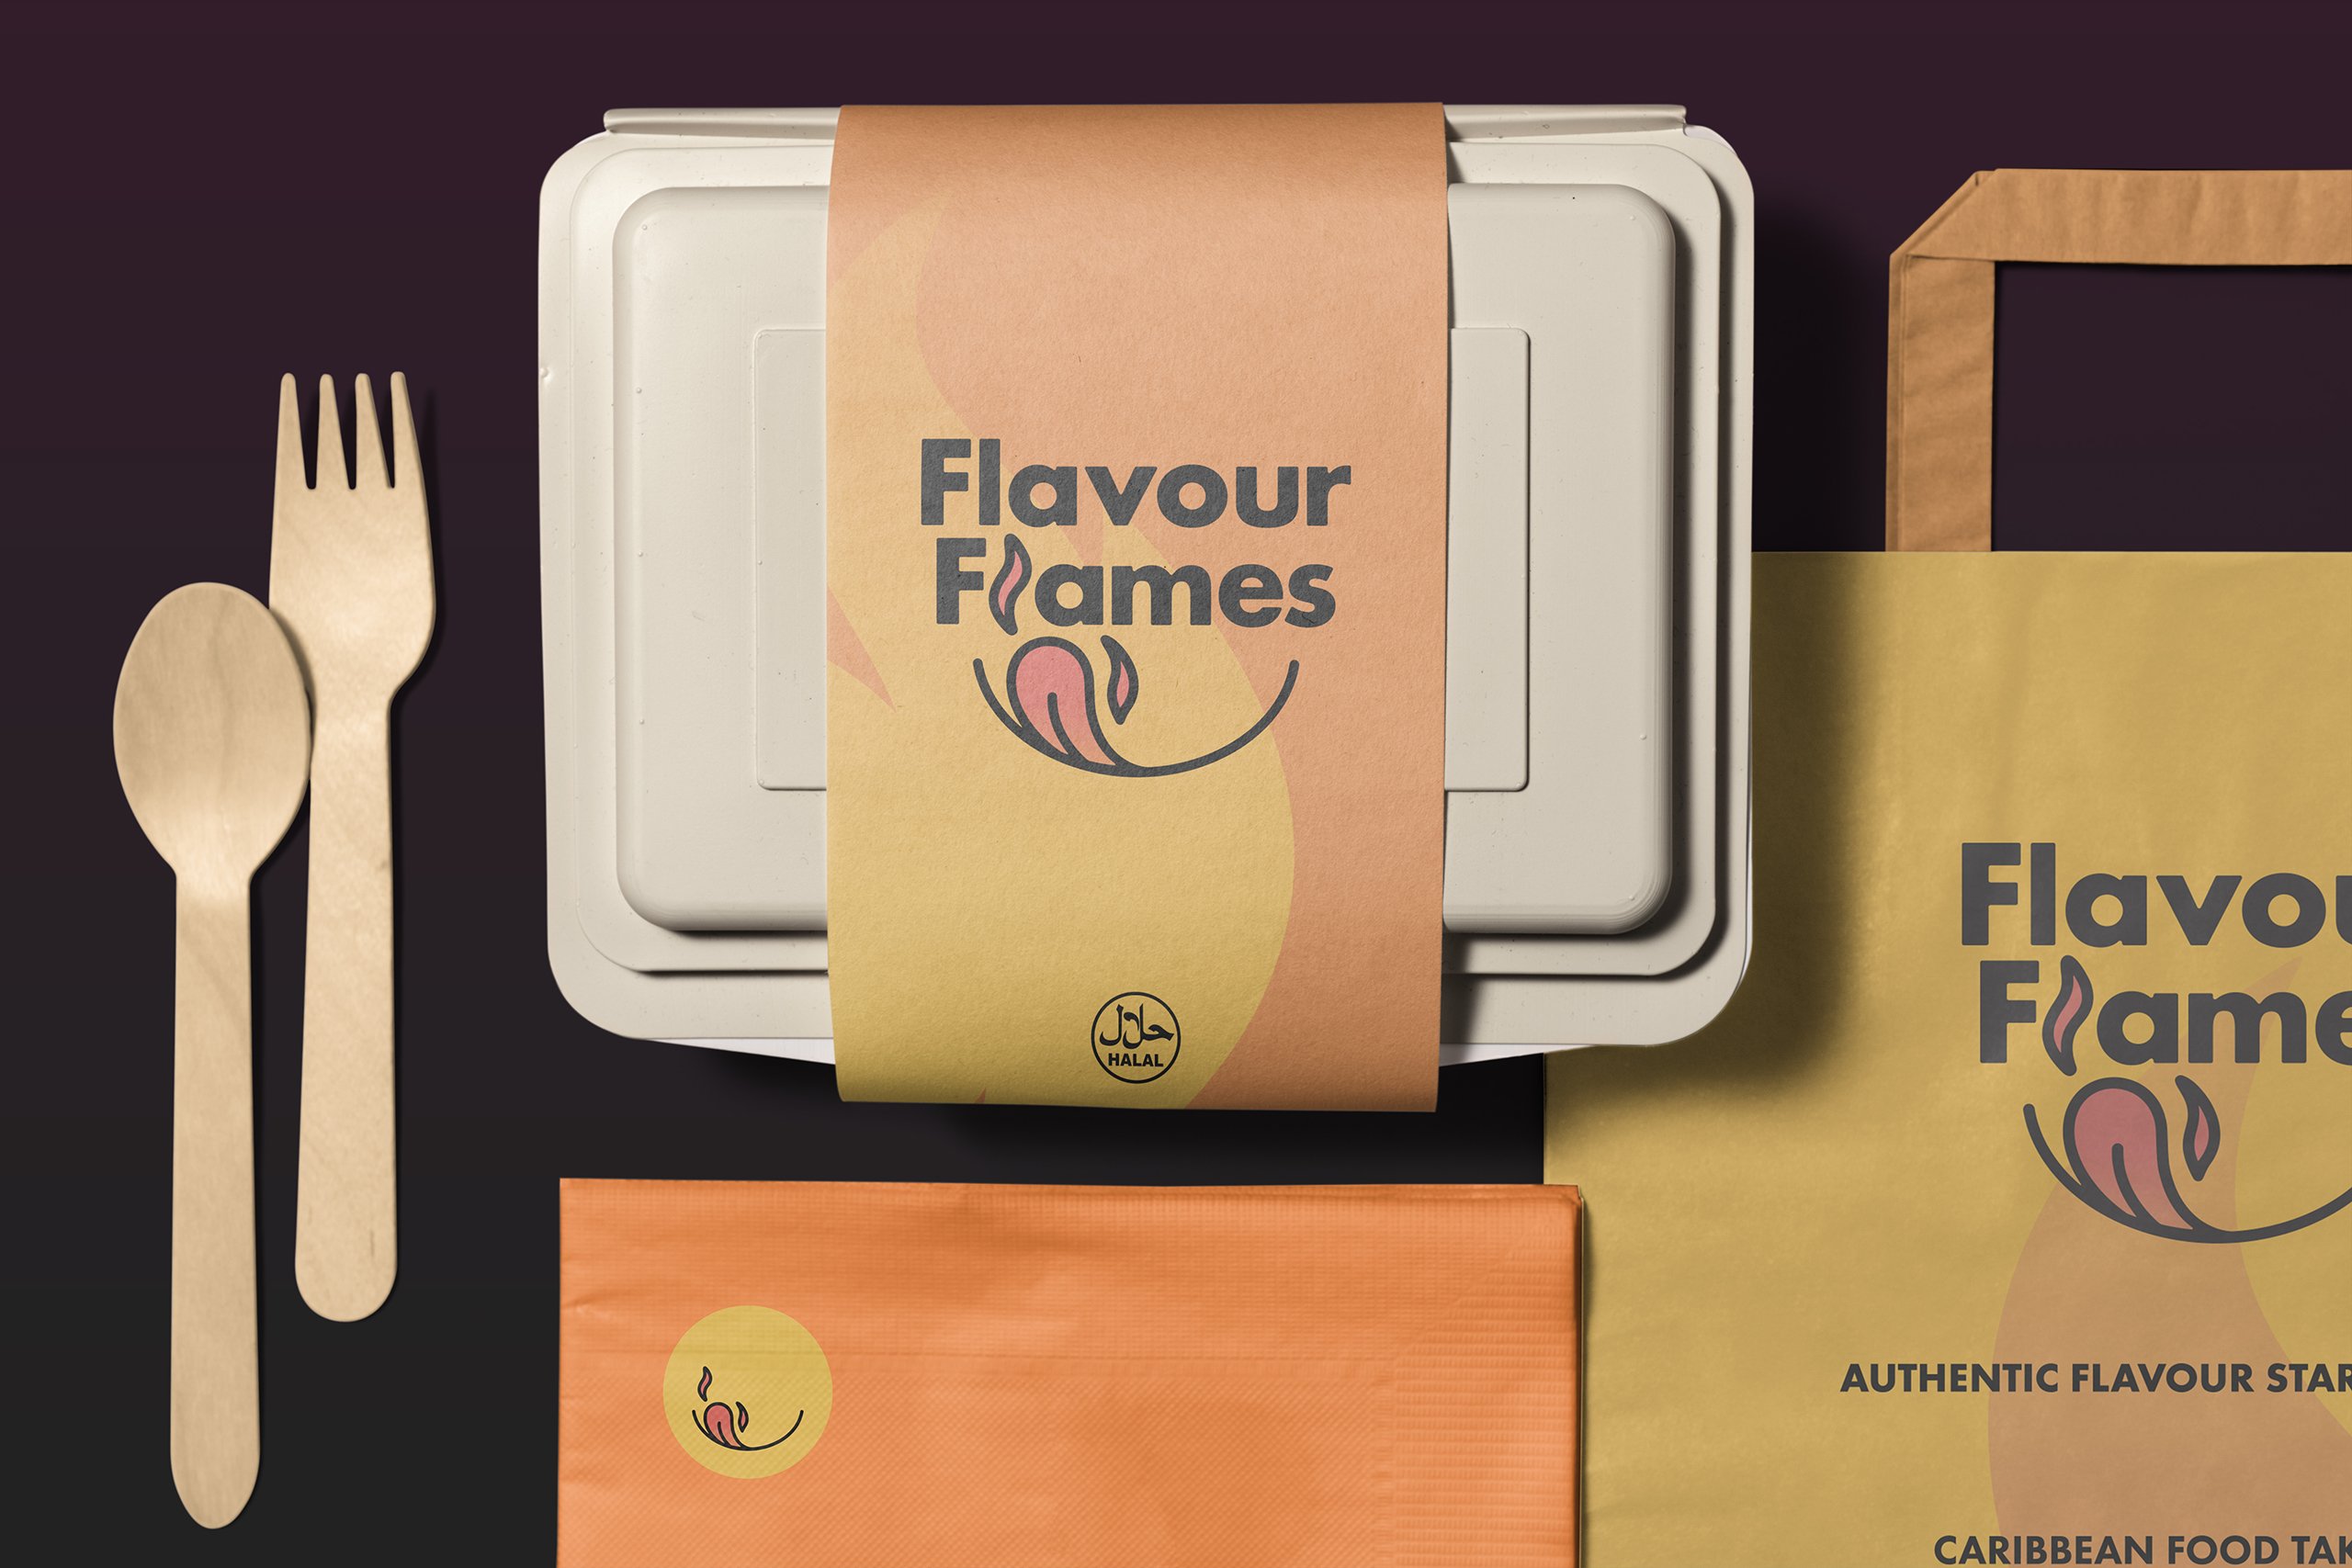 Flavour
Flames
حلال
HALAL
Flavou
Flame
AUTHENTIC FLAVOUR STAR
CARIBBEAN FOOD TAK